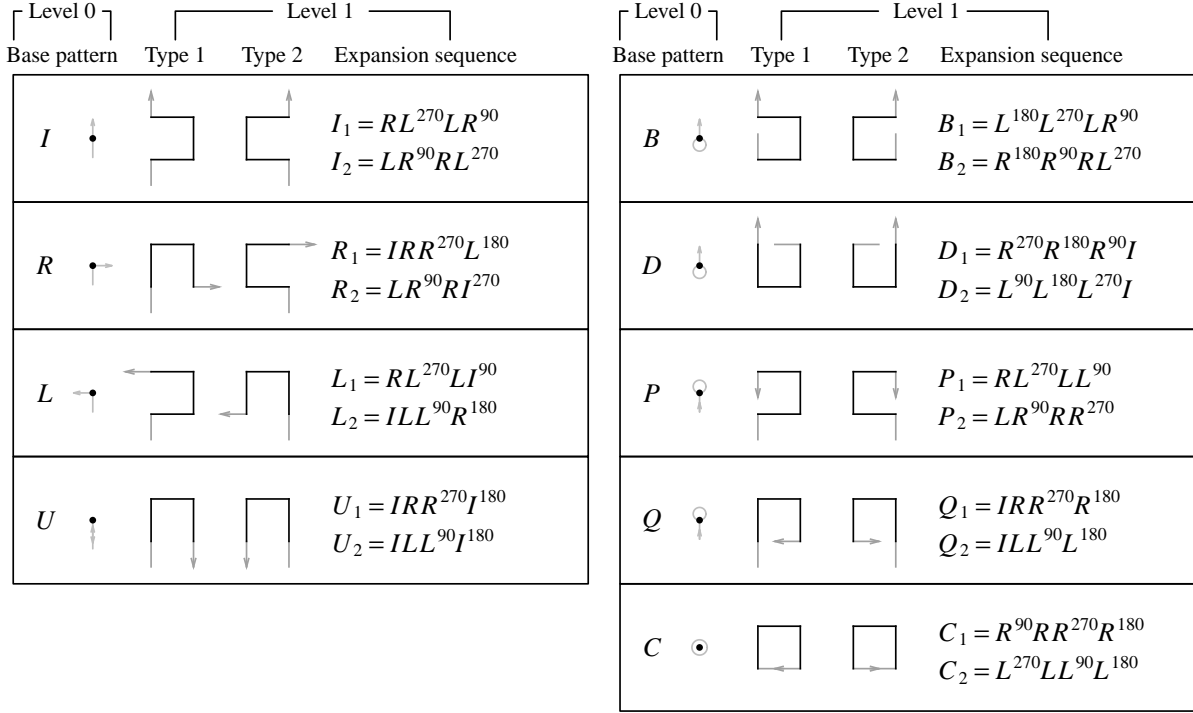 Level 0 Level 1
Base pattern Type 1 Type 2 Expansion sequence
I I₁ = RL²⁷⁰LR⁹⁰
I₂ = LR⁹⁰RL²⁷⁰
R R₁ = IRR²⁷⁰L¹⁸⁰
R₂ = LR⁹⁰RI²⁷⁰
L L₁ = RL²⁷⁰LI⁹⁰
L₂ = ILL⁹⁰R¹⁸⁰
U U₁ = IRR²⁷⁰I¹⁸⁰
U₂ = ILL⁹⁰I¹⁸⁰
Level 0 Level 1
Base pattern Type 1 Type 2 Expansion sequence
B B₁ = L¹⁸⁰L²⁷⁰LR⁹⁰
B₂ = R¹⁸⁰R⁹⁰RL²⁷⁰
D D₁ = R²⁷⁰R¹⁸⁰R⁹⁰I
D₂ = L⁹⁰L¹⁸⁰L²⁷⁰I
P P₁ = RL²⁷⁰LL⁹⁰
P₂ = LR⁹⁰RR²⁷⁰
Q Q₁ = IRR²⁷⁰R¹⁸⁰
Q₂ = ILL⁹⁰L¹⁸⁰
C C₁ = R⁹⁰RR²⁷⁰R¹⁸⁰
C₂ = L²⁷⁰LL⁹⁰L¹⁸⁰